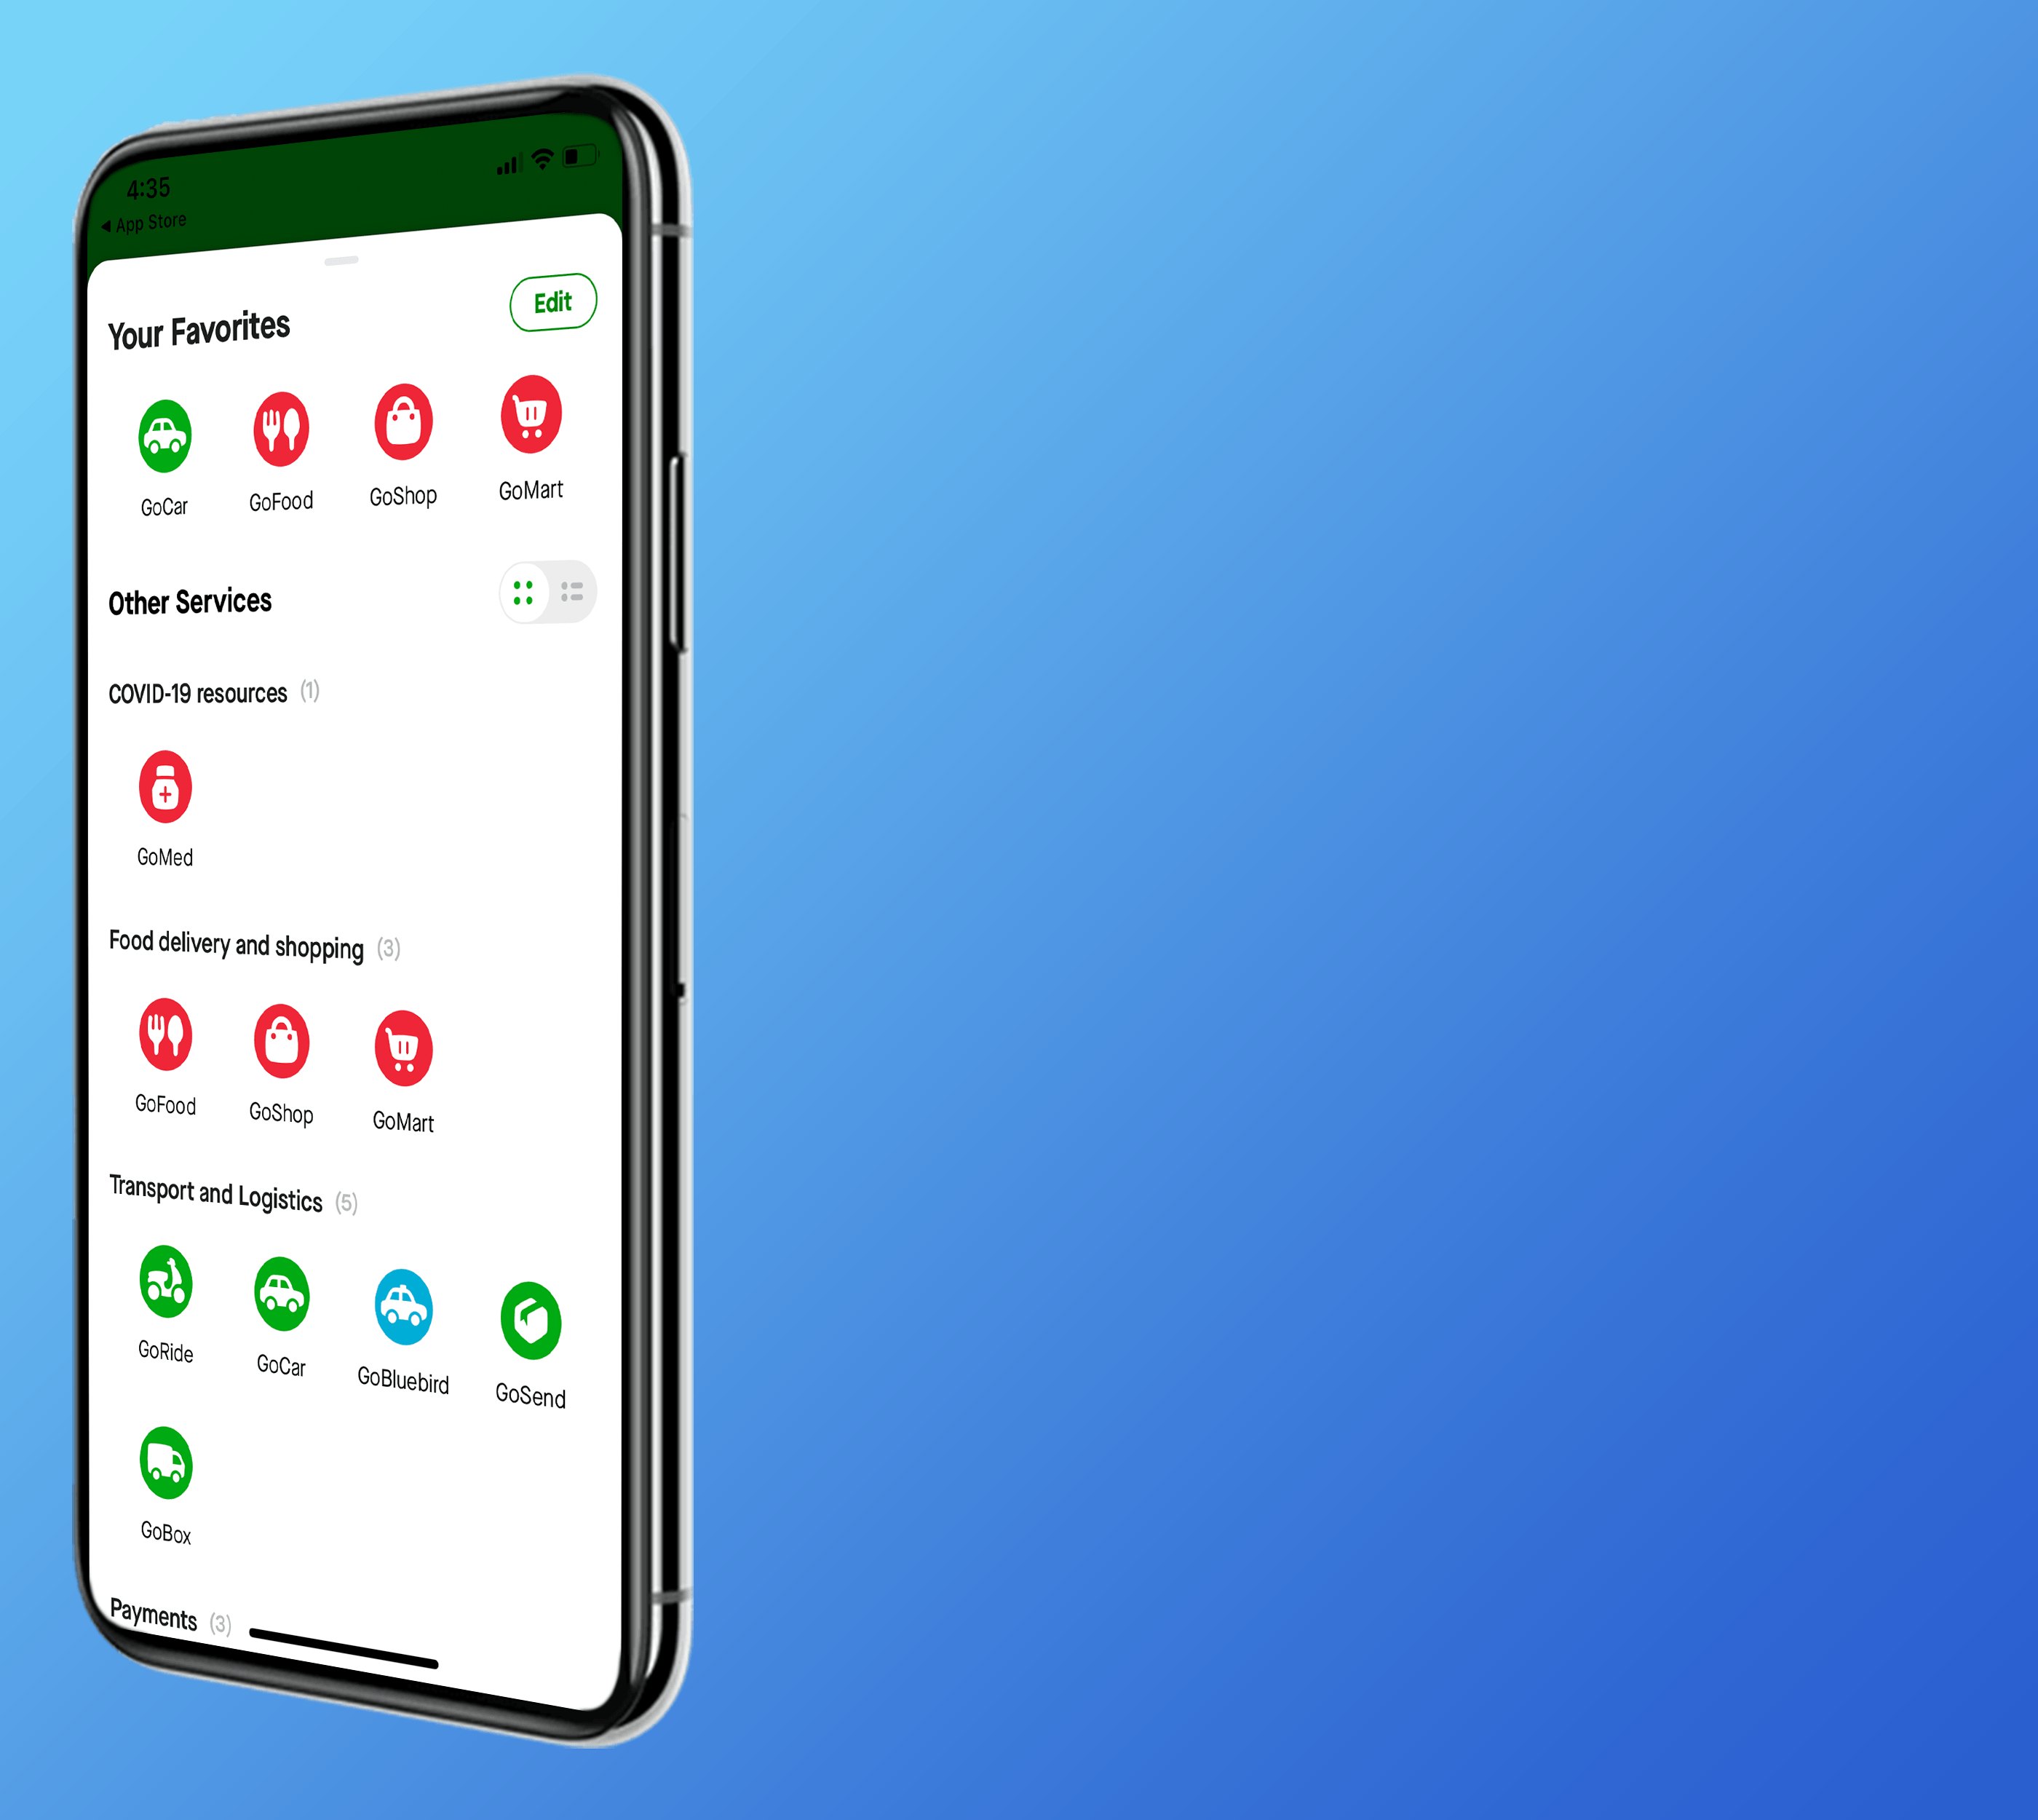 4:35
◀ App Store
Edit
Your Favorites
GoCar GoFood GoShop GoMart
Other Services
COVID-19 resources (1)
GoMed
Food delivery and shopping (3)
GoFood GoShop GoMart
Transport and Logistics (5)
GoRide GoCar GoBluebird GoSend
GoBox
Payments (3)